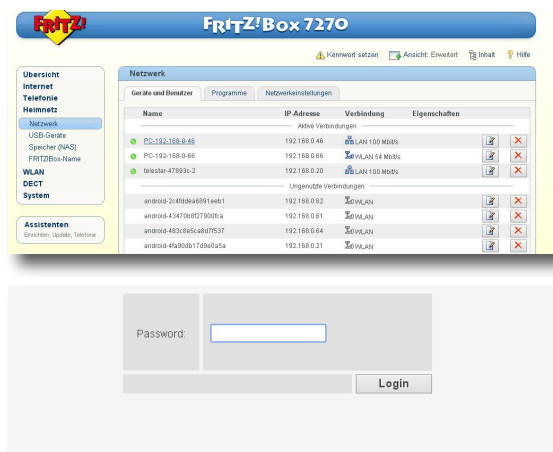 FRITZ!
FRITZ!Box 7270
Kennwort setzen Ansicht: Erweitert Inhalt Hilfe
Übersicht
Internet
Telefonie
Heimnetz
Netzwerk
USB-Geräte
Speicher (NAS)
FRITZ!Box-Name
WLAN
DECT
System
Assistenten
Einrichten, Update, Telefone
Netzwerk
Geräte und Benutzer Programme Netzwerkeinstellungen
Name IP-Adresse Verbindung Eigenschaften
Aktive Verbindungen
PC-192-168-0-46 192.168.0.46 LAN 100 Mbit/s
PC-192-168-0-66 192.168.0.66 WLAN 54 Mbit/s
telestar-47893c-2 192.168.0.20 LAN 100 Mbit/s
Ungenutzte Verbindungen
android-2c4fddea6891eeb1 192.168.0.62 WLAN
android-43470b8f27900fca 192.168.0.61 WLAN
android-483c8e5ca8d7f537 192.168.0.64 WLAN
android-4fa90db17d9e0a5a 192.168.0.21 WLAN
Password:
Login